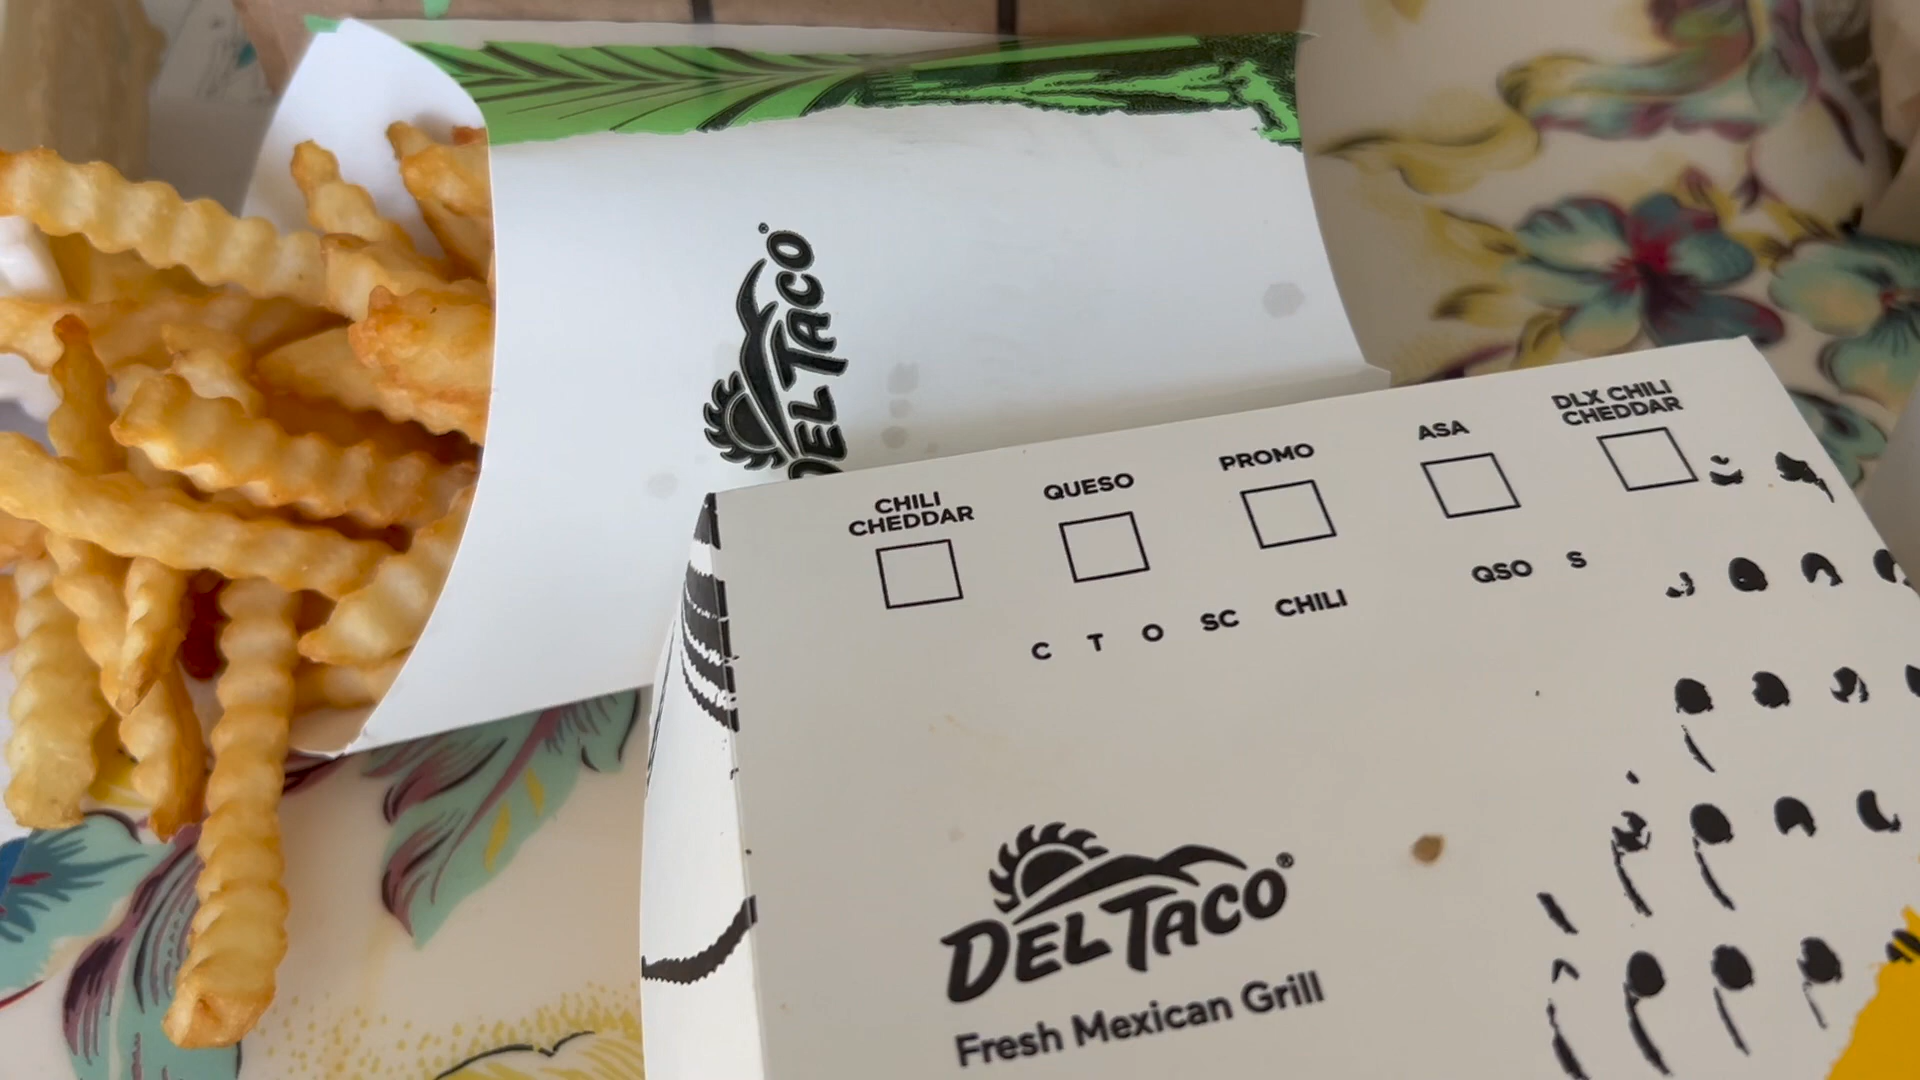 DEL TACO®
CHILI
CHEDDAR
QUESO
PROMO
ASA
DLX CHILI
CHEDDAR
C T O SC CHILI QSO S
DEL TACO®
Fresh Mexican Grill